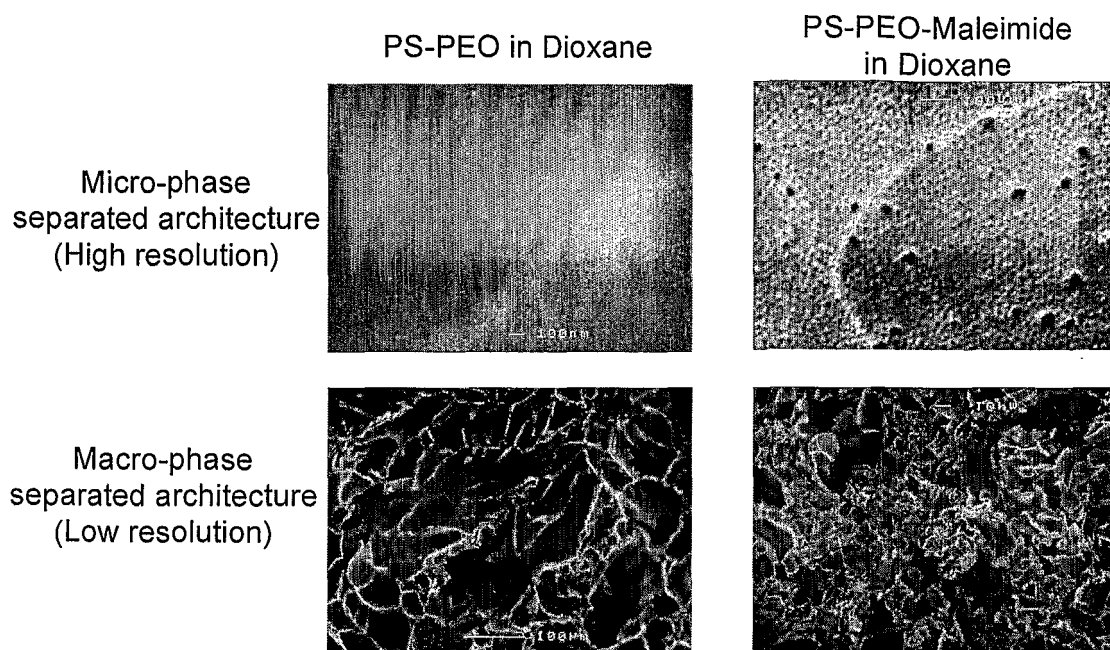 PS-PEO in Dioxane
PS-PEO-Maleimide
in Dioxane
Micro-phase
separated architecture
(High resolution)
100nm
Macro-phase
separated architecture
(Low resolution)
100µm
10µm